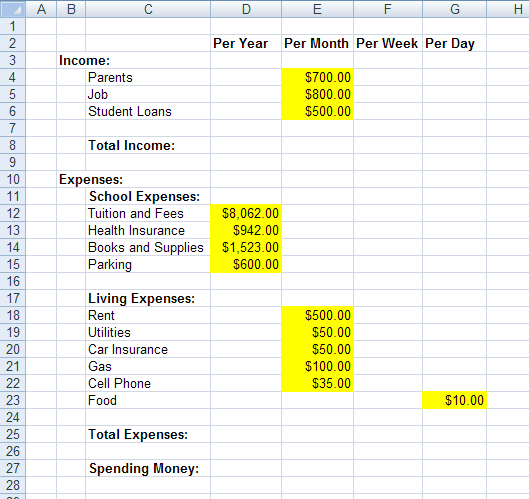 A B C D E F G H
1
2 Per Year Per Month Per Week Per Day
3 Income:
4 Parents $700.00
5 Job $800.00
6 Student Loans $500.00
7
8 Total Income:
9
10 Expenses:
11 School Expenses:
12 Tuition and Fees $8,062.00
13 Health Insurance $942.00
14 Books and Supplies $1,523.00
15 Parking $600.00
16
17 Living Expenses:
18 Rent $500.00
19 Utilities $50.00
20 Car Insurance $50.00
21 Gas $100.00
22 Cell Phone $35.00
23 Food $10.00
24
25 Total Expenses:
26
27 Spending Money:
28